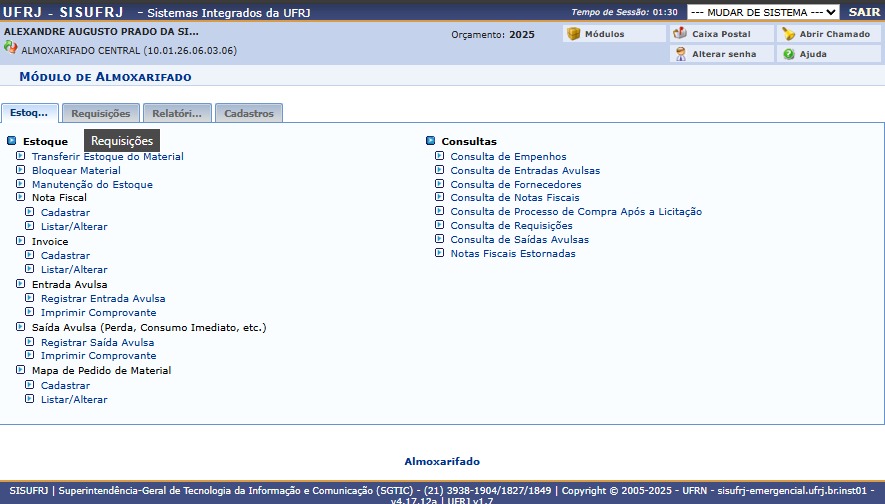 UFRJ - SISUFRJ - Sistemas Integrados da UFRJ
Tempo de Sessão: 01:30
--- MUDAR DE SISTEMA ---
SAIR
ALEXANDRE AUGUSTO PRADO DA SI...
Orçamento: 2025
Módulos
Caixa Postal
Abrir Chamado
ALMOXARIFADO CENTRAL (10.01.26.06.03.06)
Alterar senha
Ajuda
MÓDULO DE ALMOXARIFADO
Estoq...
Requisições
Relatóri...
Cadastros
Estoque
Requisições
Transferir Estoque do Material
Bloquear Material
Manutenção do Estoque
Nota Fiscal
Cadastrar
Listar/Alterar
Invoice
Cadastrar
Listar/Alterar
Entrada Avulsa
Registrar Entrada Avulsa
Imprimir Comprovante
Saída Avulsa (Perda, Consumo Imediato, etc.)
Registrar Saída Avulsa
Imprimir Comprovante
Mapa de Pedido de Material
Cadastrar
Listar/Alterar
Consultas
Consulta de Empenhos
Consulta de Entradas Avulsas
Consulta de Fornecedores
Consulta de Notas Fiscais
Consulta de Processo de Compra Após a Licitação
Consulta de Requisições
Consulta de Saídas Avulsas
Notas Fiscais Estornadas
Almoxarifado
SISUFRJ | Superintendência-Geral de Tecnologia da Informação e Comunicação (SGTIC) - (21) 3938-1904/1827/1849 | Copyright © 2005-2025 - UFRN - sisufrj-emergencial.ufrj.br.inst01 -
v4.17.12a | UFRJ v1.7